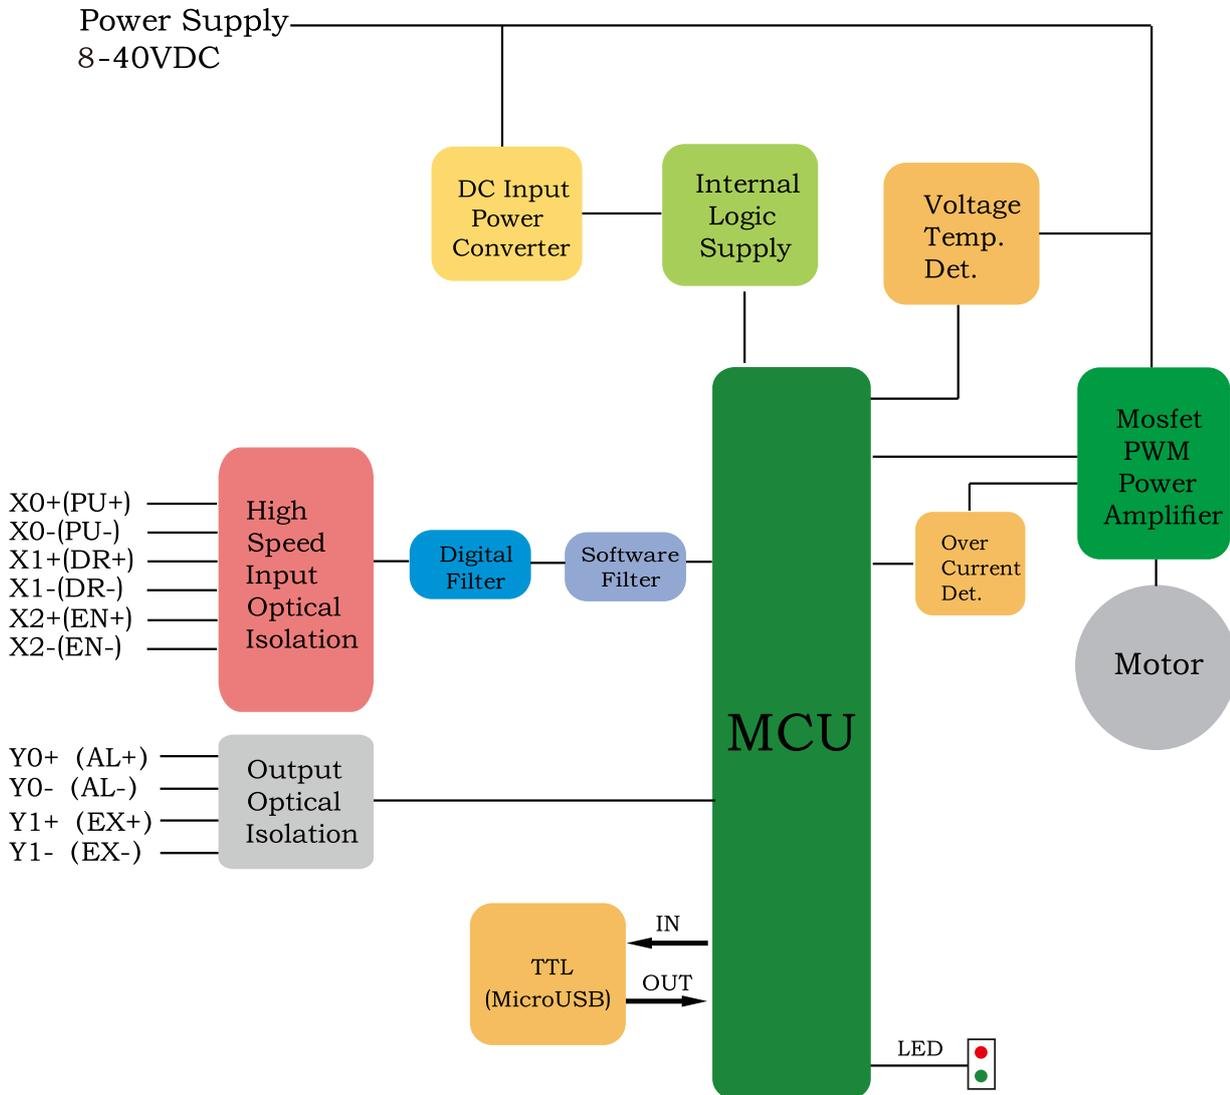 Power Supply
8-40VDC
DC Input
Power
Converter
Internal
Logic
Supply
Voltage
Temp.
Det.
Mosfet
PWM
Power
Amplifier
X0+(PU+)
X0-(PU-)
X1+(DR+)
X1-(DR-)
X2+(EN+)
X2-(EN-)
High
Speed
Input
Optical
Isolation
Digital
Filter
Software
Filter
Over
Current
Det.
Motor
MCU
Y0+ (AL+)
Y0- (AL-)
Y1+ (EX+)
Y1- (EX-)
Output
Optical
Isolation
TTL
(MicroUSB)
IN
OUT
LED